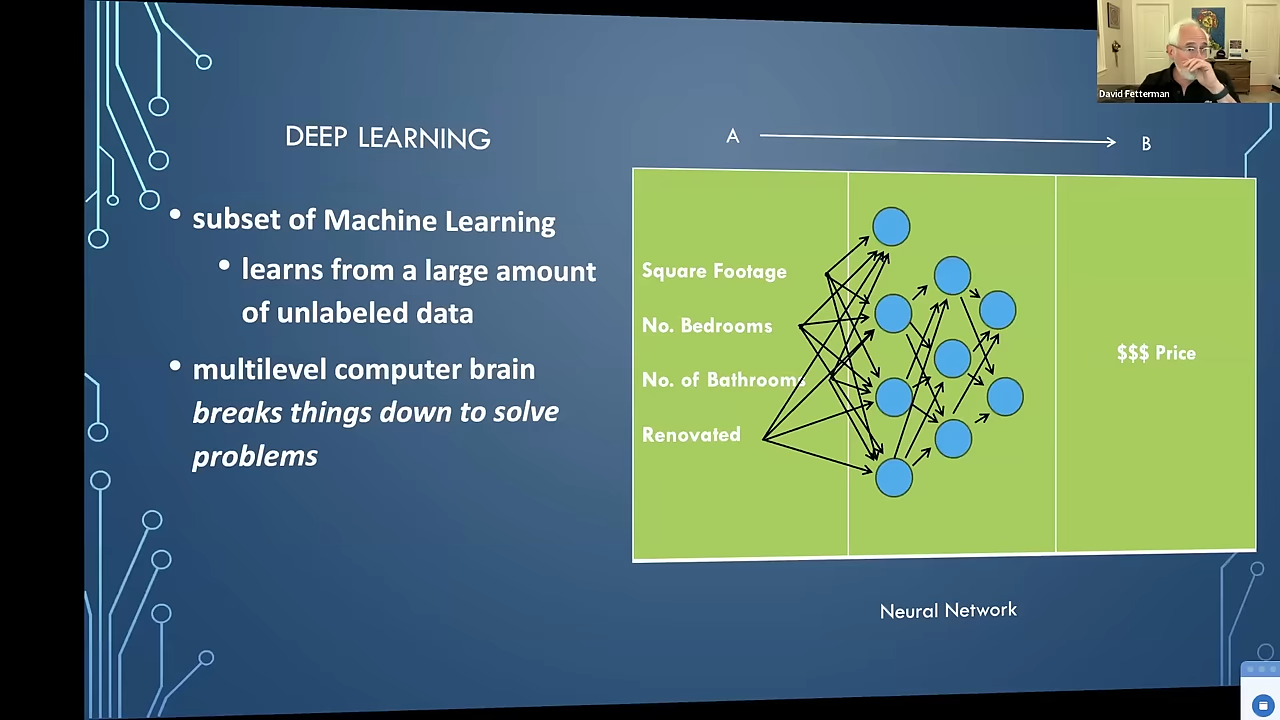 David Fetterman
DEEP LEARNING
A
B
• subset of Machine Learning
• learns from a large amount
of unlabeled data
• multilevel computer brain
breaks things down to solve
problems
Square Footage
No. Bedrooms
No. of Bathrooms
Renovated
$$$ Price
Neural Network